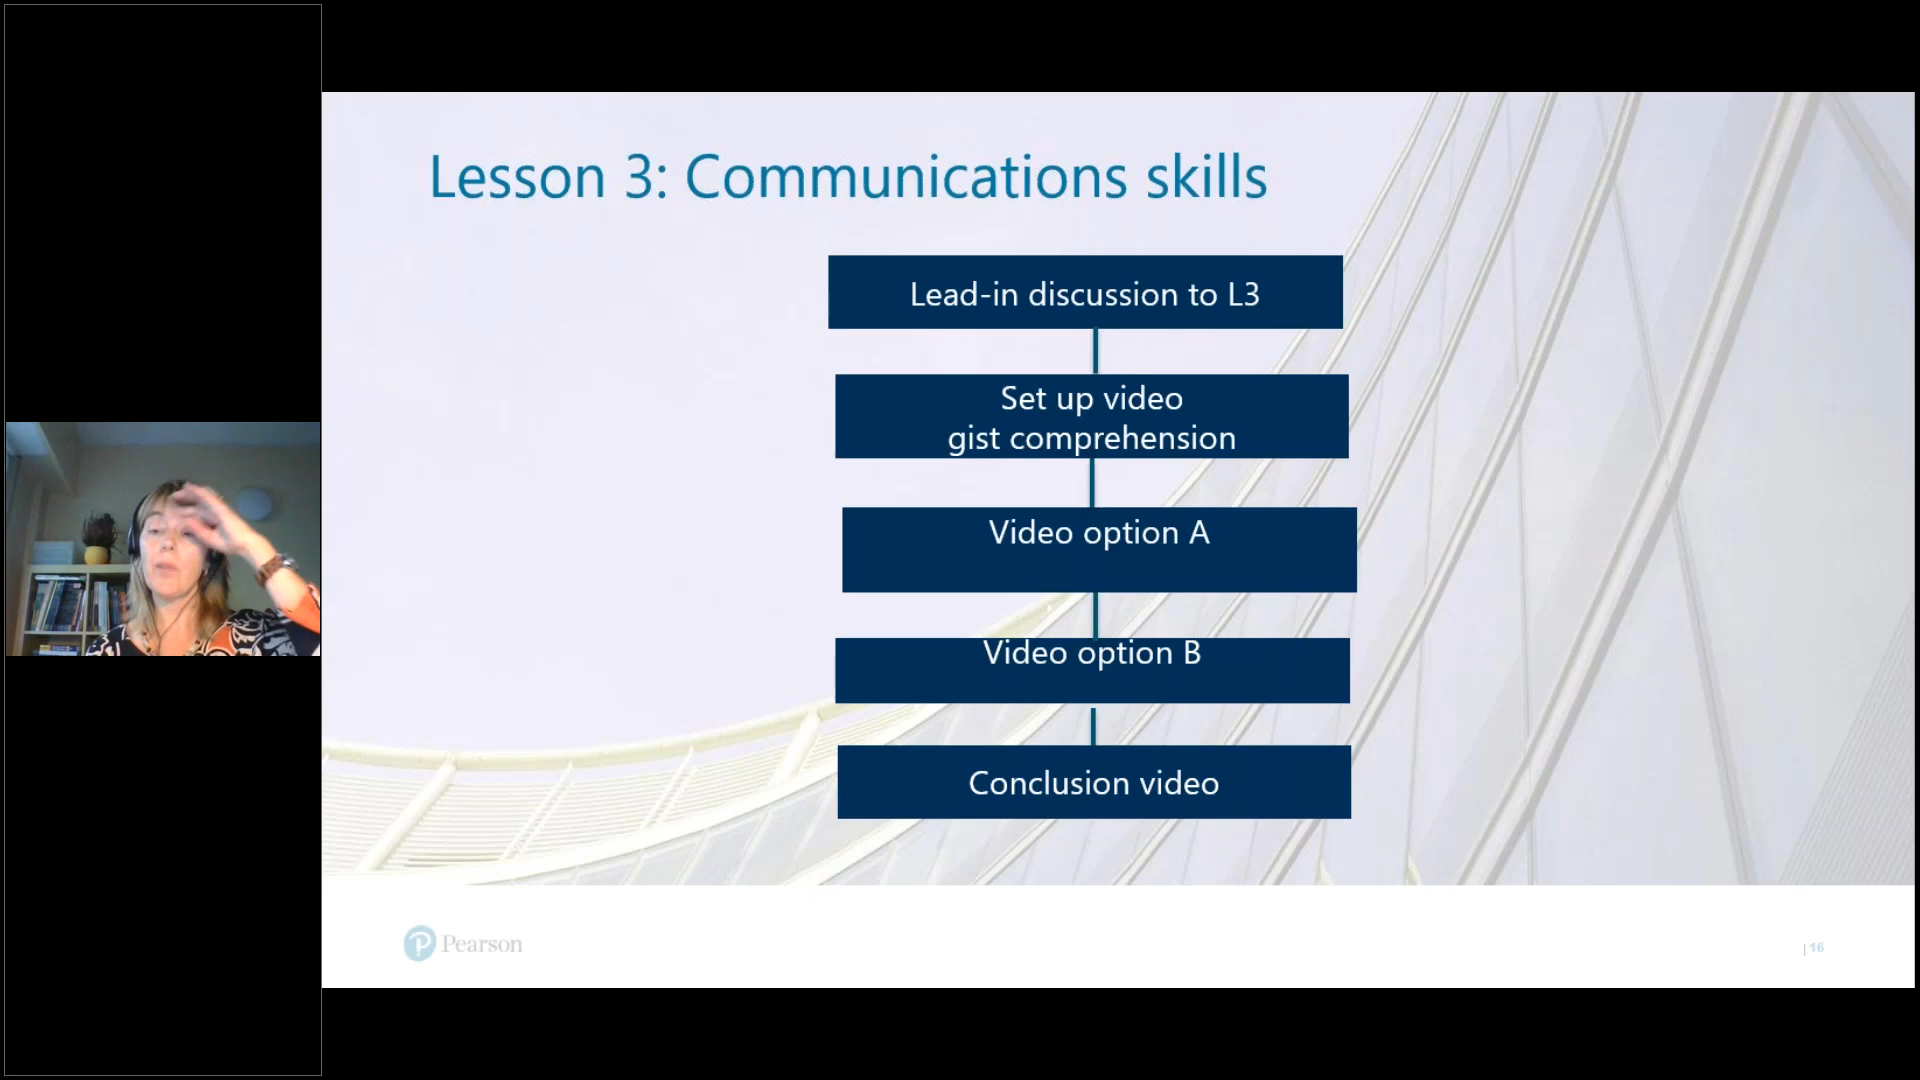 Lesson 3: Communications skills
Lead-in discussion to L3
Set up video
gist comprehension
Video option A
Video option B
Conclusion video
Pearson
| 16